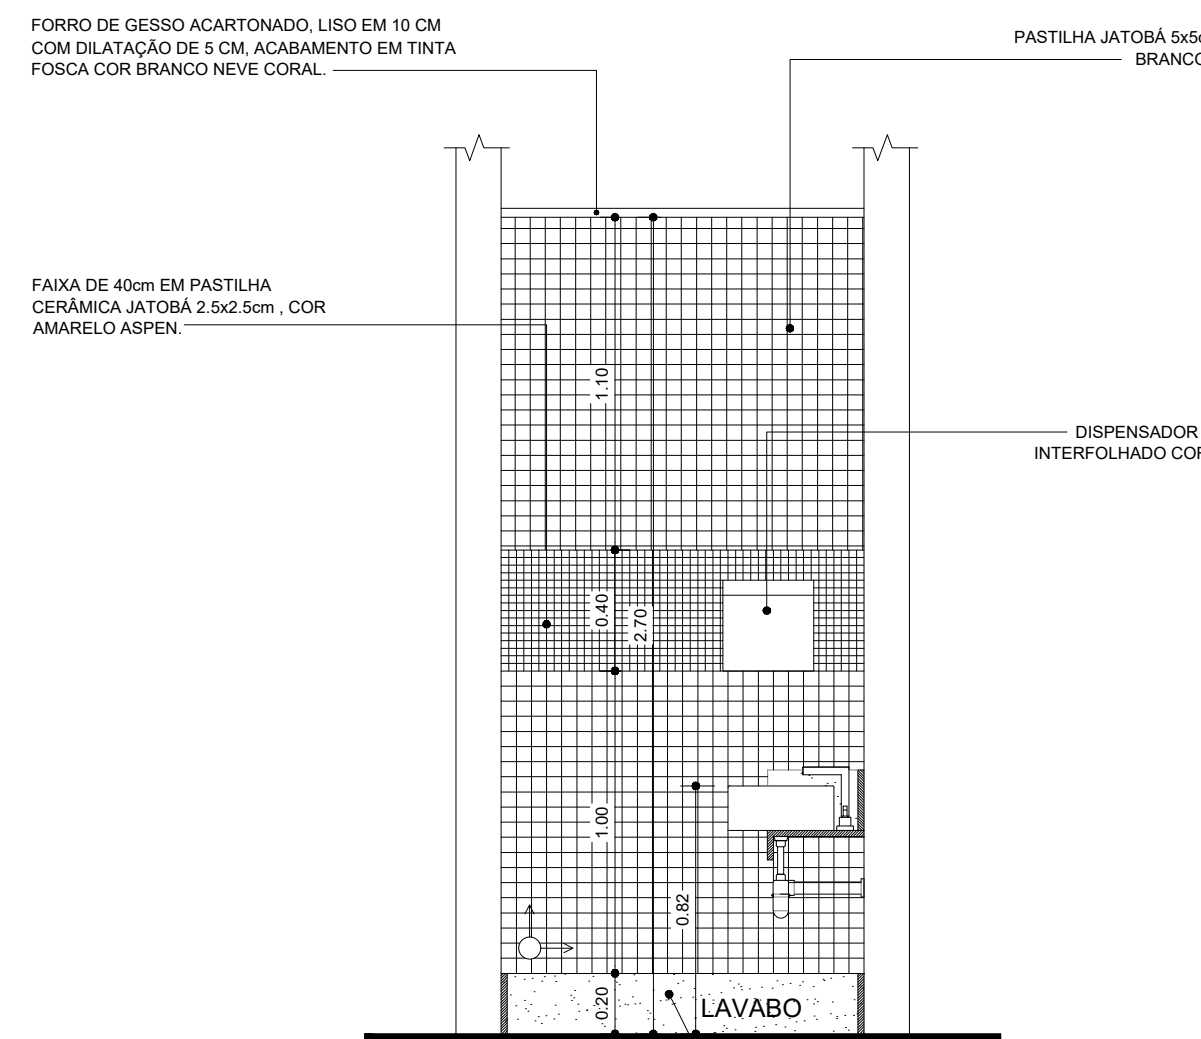 FORRO DE GESSO ACARTONADO, LISO EM 10 CM
COM DILATAÇÃO DE 5 CM, ACABAMENTO EM TINTA
FOSCA COR BRANCO NEVE CORAL.
PASTILHA JATOBÁ 5x5c
BRANCO
FAIXA DE 40cm EM PASTILHA
CERÂMICA JATOBÁ 2.5x2.5cm , COR
AMARELO ASPEN.
1.10
DISPENSADOR
INTERFOLHADO COR
0.40
2.70
1.00
0.82
0.20
LAVABO